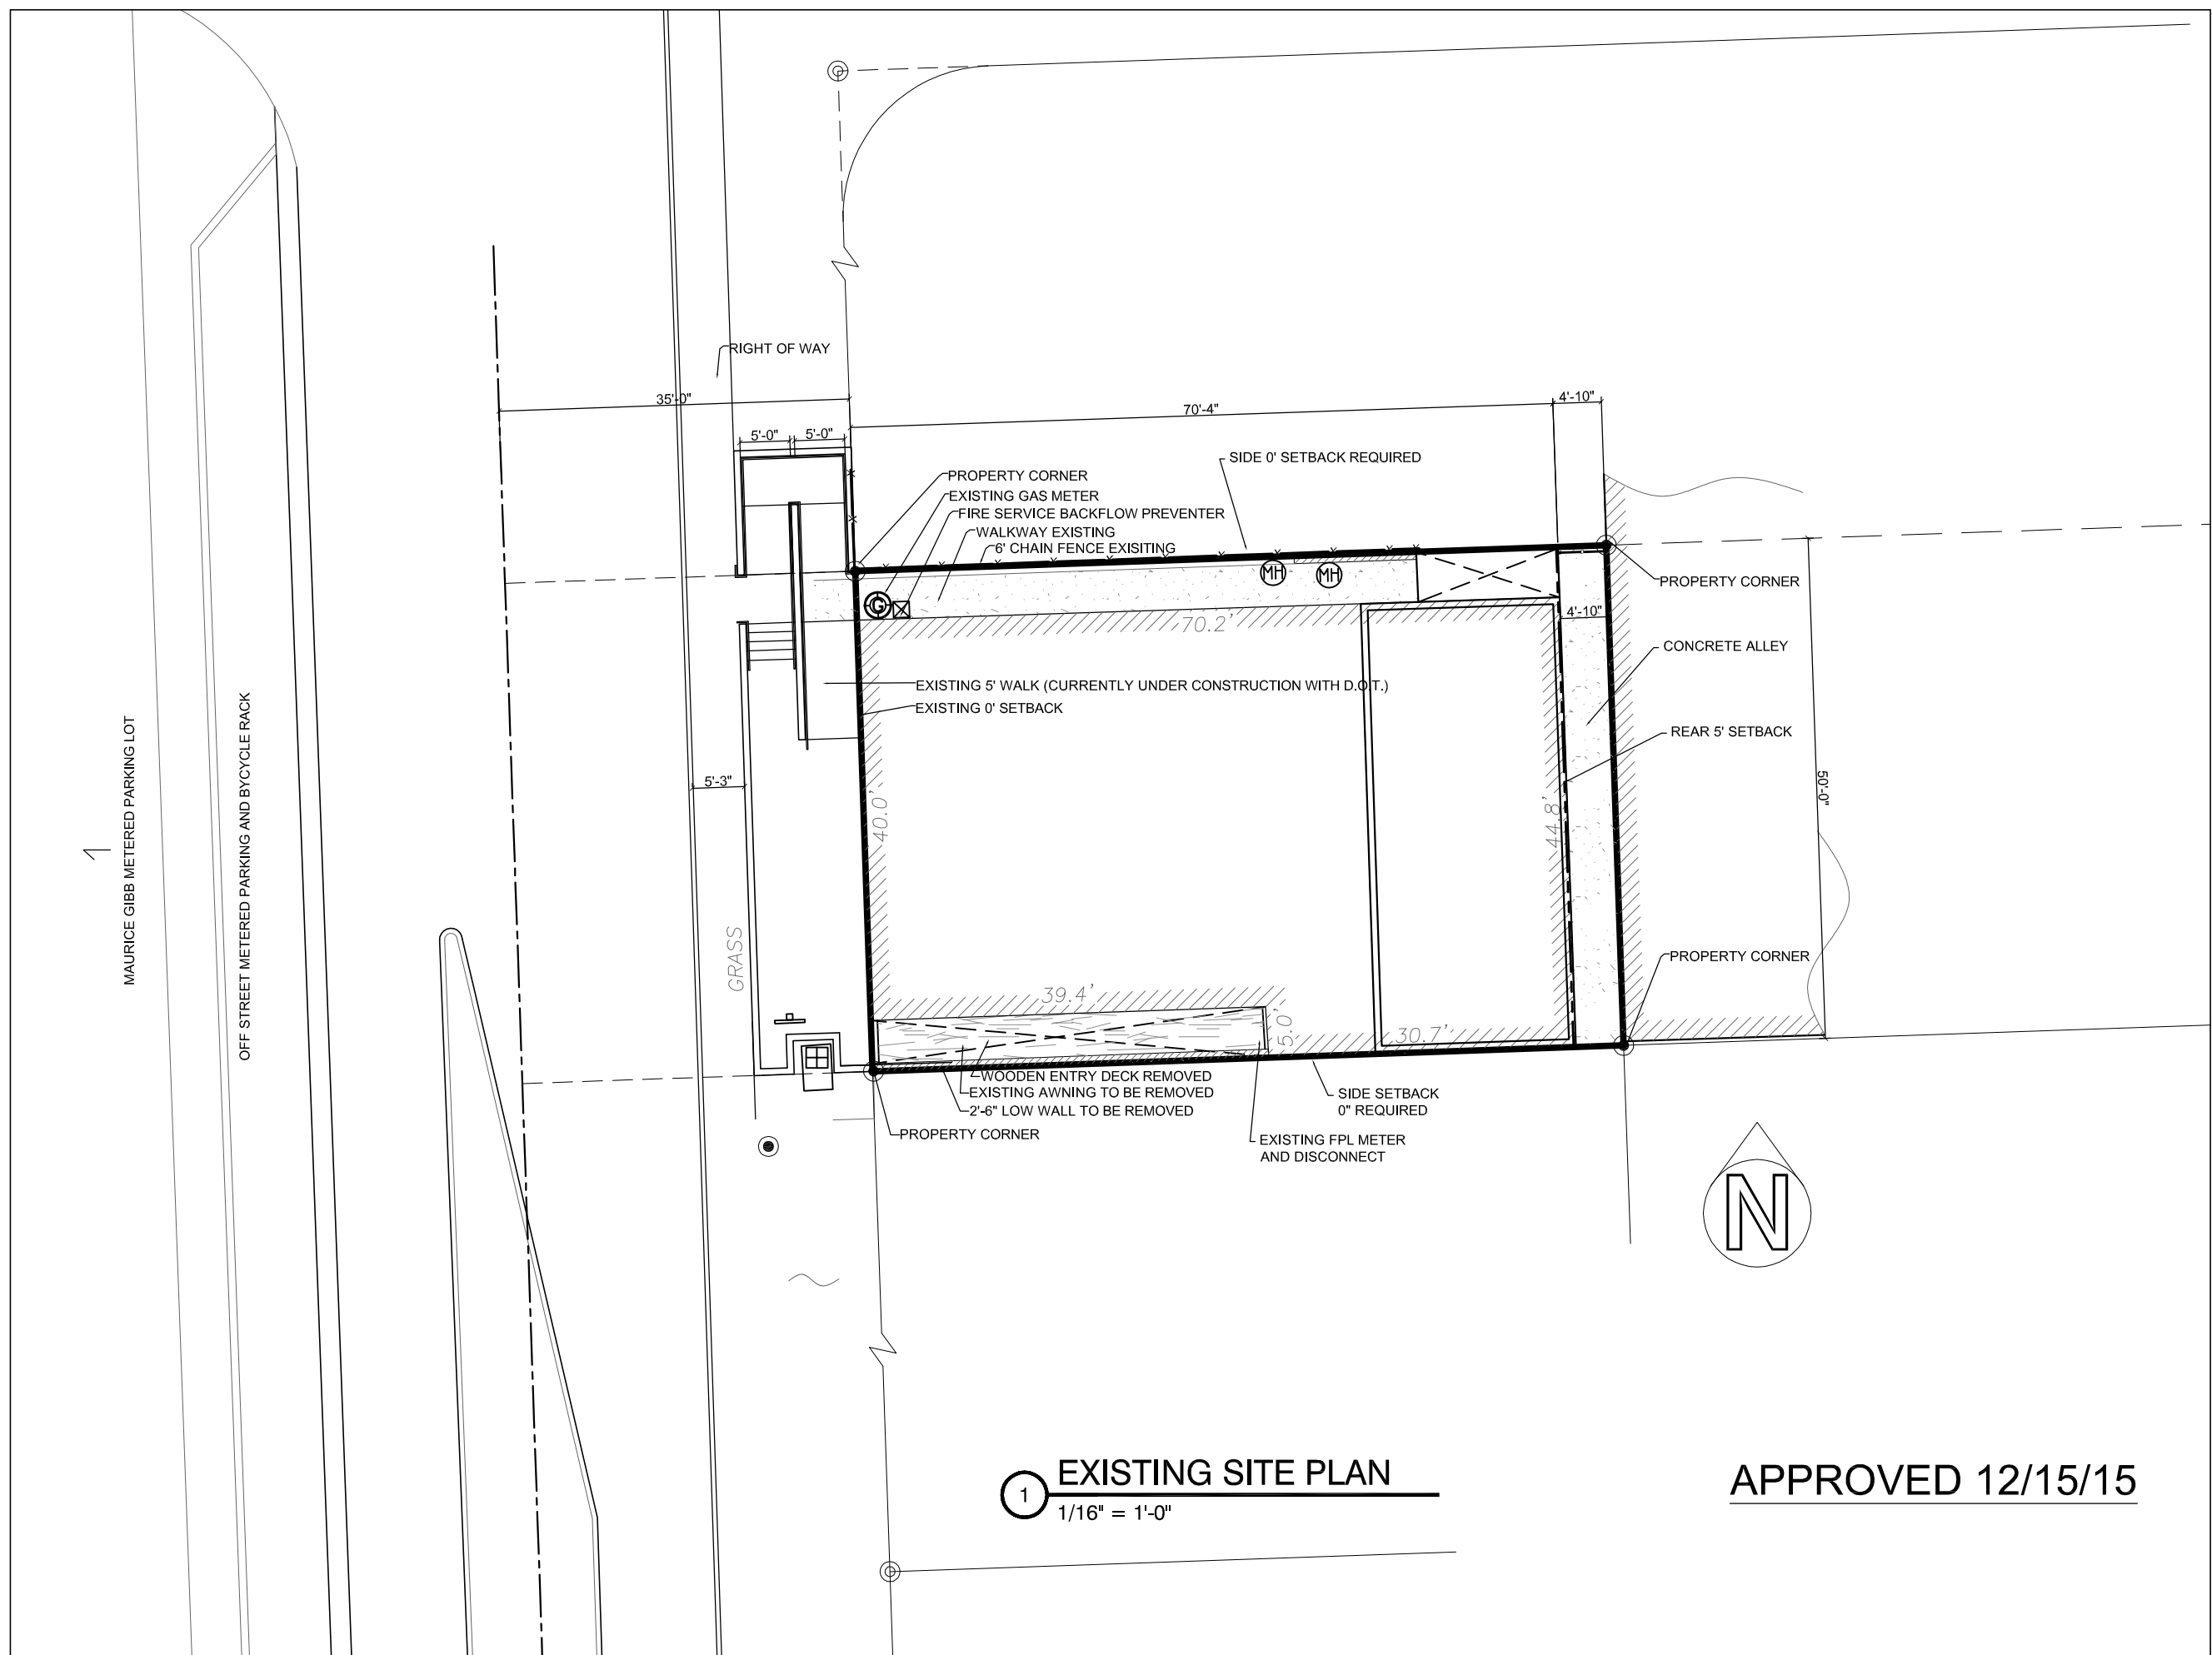 RIGHT OF WAY
35'-0"
70'-4"
4'-10"
5'-0"
5'-0"
SIDE 0' SETBACK REQUIRED
PROPERTY CORNER
EXISTING GAS METER
FIRE SERVICE BACKFLOW PREVENTER
WALKWAY EXISTING
6' CHAIN FENCE EXISITING
MH
MH
G
PROPERTY CORNER
4'-10"
70.2'
CONCRETE ALLEY
EXISTING 5' WALK (CURRENTLY UNDER CONSTRUCTION WITH D.O.T.)
EXISTING 0' SETBACK
REAR 5' SETBACK
5'-3"
40.0'
44.8'
50'-0"
1
MAURICE GIBB METERED PARKING LOT
OFF STREET METERED PARKING AND BYCYCLE RACK
GRASS
PROPERTY CORNER
39.4'
5.0'
30.7'
WOODEN ENTRY DECK REMOVED
EXISTING AWNING TO BE REMOVED
2'-6" LOW WALL TO BE REMOVED
PROPERTY CORNER
SIDE SETBACK
0" REQUIRED
EXISTING FPL METER
AND DISCONNECT
N
1
EXISTING SITE PLAN
1/16" = 1'-0"
APPROVED 12/15/15